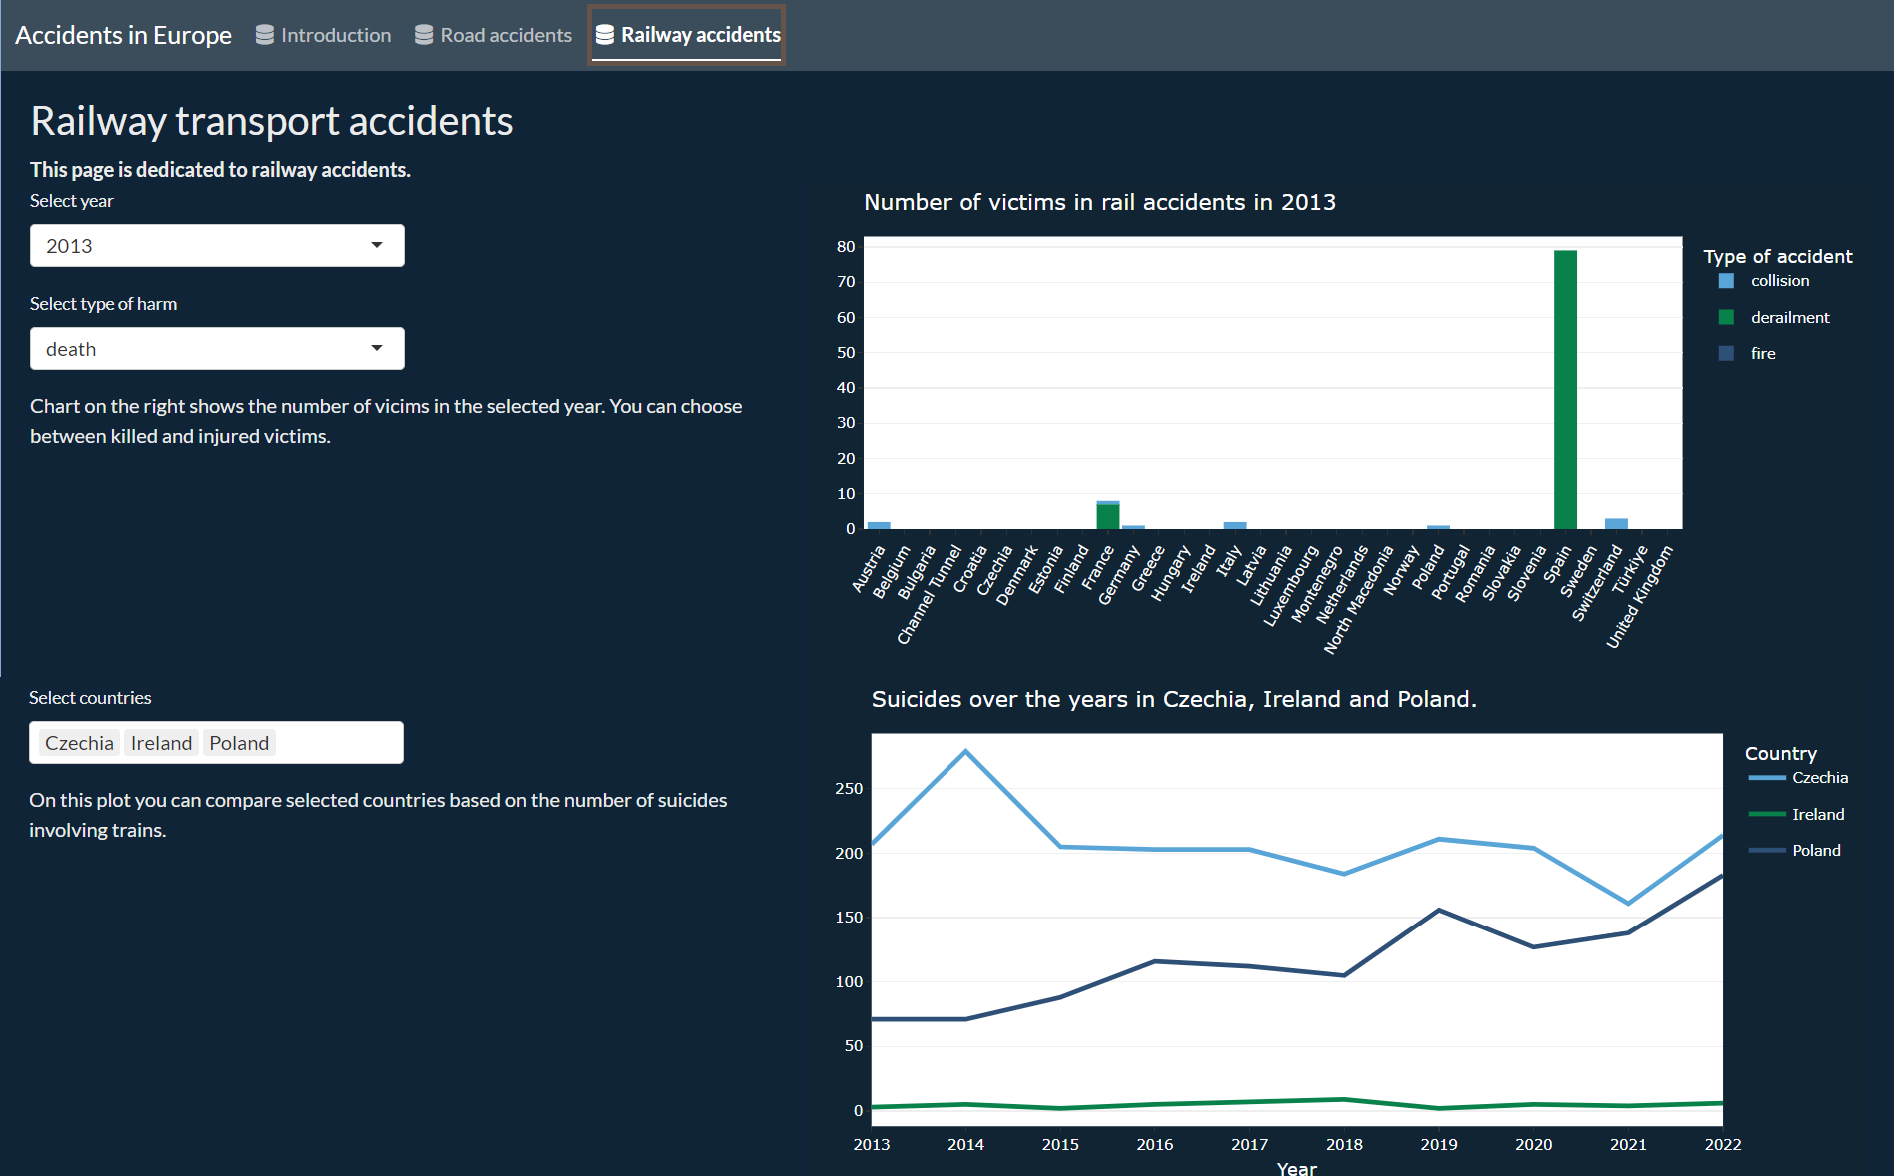 Accidents in Europe
Introduction
Road accidents
Railway accidents
Railway transport accidents
This page is dedicated to railway accidents.
Select year
2013
Select type of harm
death
Chart on the right shows the number of vicims in the selected year. You can choose
between killed and injured victims.
Number of victims in rail accidents in 2013
80
70
60
50
40
30
20
10
0
Austria
Belgium
Bulgaria
Channel Tunnel
Croatia
Czechia
Denmark
Estonia
Finland
France
Germany
Greece
Hungary
Ireland
Italy
Latvia
Lithuania
Luxembourg
Montenegro
Netherlands
North Macedonia
Norway
Poland
Portugal
Romania
Slovakia
Slovenia
Spain
Sweden
Switzerland
Türkiye
United Kingdom
Type of accident
collision
derailment
fire
Select countries
Czechia Ireland Poland
On this plot you can compare selected countries based on the number of suicides
involving trains.
Suicides over the years in Czechia, Ireland and Poland.
250
200
150
100
50
0
2013 2014 2015 2016 2017 2018 2019 2020 2021 2022
Year
Country
Czechia
Ireland
Poland